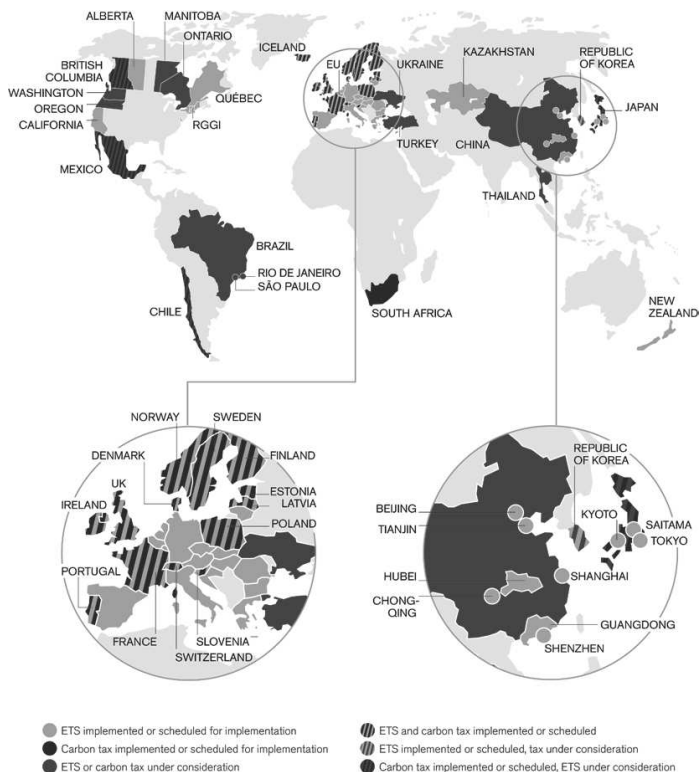 ALBERTA
MANITOBA
ONTARIO
BRITISH
COLUMBIA
WASHINGTON
OREGON
CALIFORNIA
QUÉBEC
RGGI
MEXICO
ICELAND
EU
UKRAINE
KAZAKHSTAN
REPUBLIC
OF KOREA
JAPAN
TURKEY
CHINA
THAILAND
BRAZIL
RIO DE JANEIRO
SÃO PAULO
CHILE
SOUTH AFRICA
NEW
ZEALAND
NORWAY
SWEDEN
DENMARK
FINLAND
UK
IRELAND
ESTONIA
LATVIA
POLAND
PORTUGAL
FRANCE
SLOVENIA
SWITZERLAND
REPUBLIC
OF KOREA
BEIJING
TIANJIN
KYOTO
SAITAMA
TOKYO
HUBEI
SHANGHAI
CHONG-
QING
GUANGDONG
SHENZHEN
ETS implemented or scheduled for implementation
Carbon tax implemented or scheduled for implementation
ETS or carbon tax under consideration
ETS and carbon tax implemented or scheduled
ETS implemented or scheduled, tax under consideration
Carbon tax implemented or scheduled, ETS under consideration